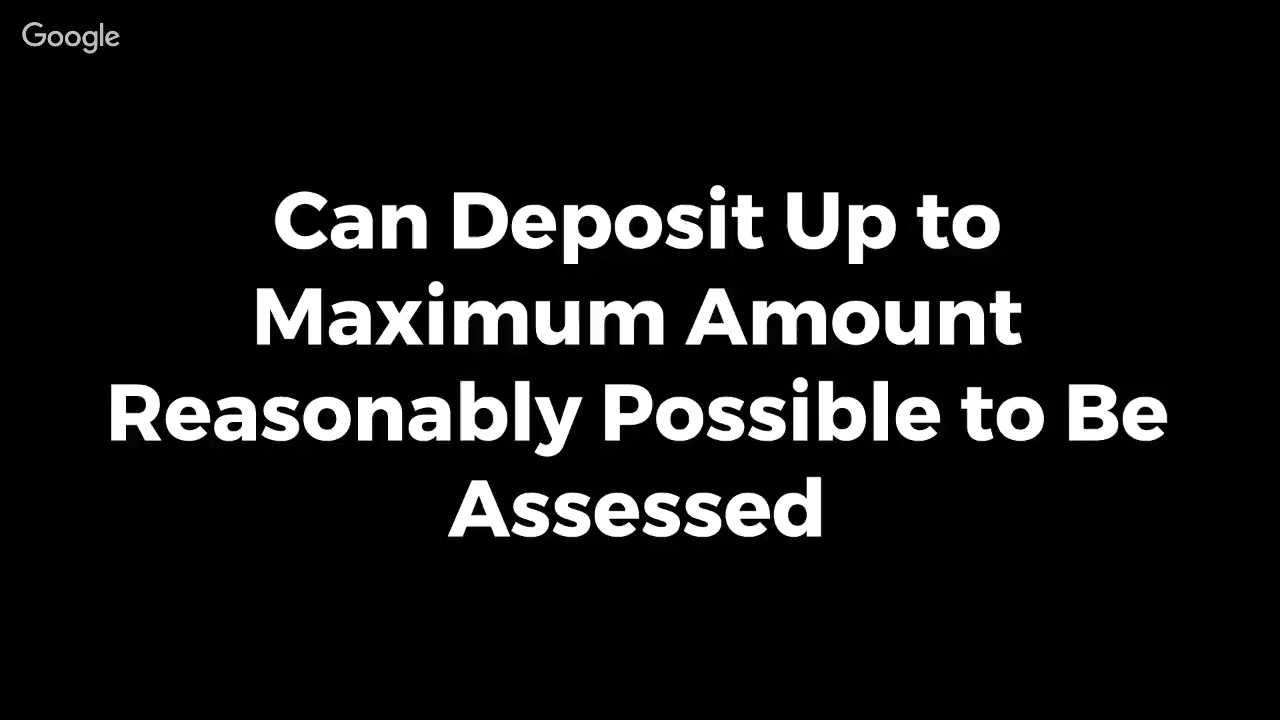 Google
Can Deposit Up to
Maximum Amount
Reasonably Possible to Be
Assessed